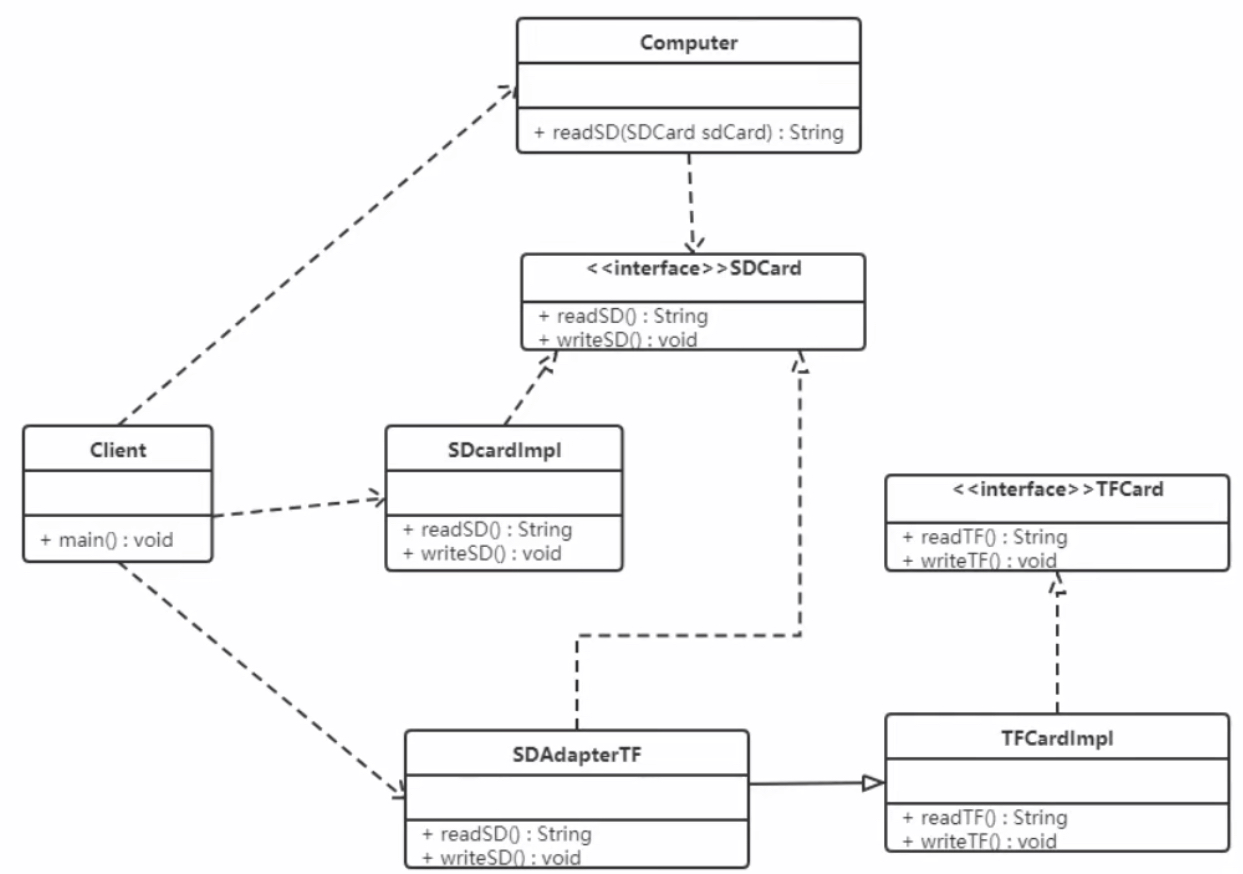 Computer
+ readSD(SDCard sdCard) : String
<<interface>>SDCard
+ readSD() : String
+ writeSD() : void
Client
+ main() : void
SDcardImpl
+ readSD() : String
+ writeSD() : void
<<interface>>TFCard
+ readTF() : String
+ writeTF() : void
SDAdapterTF
+ readSD() : String
+ writeSD() : void
TFCardImpl
+ readTF() : String
+ writeTF() : void